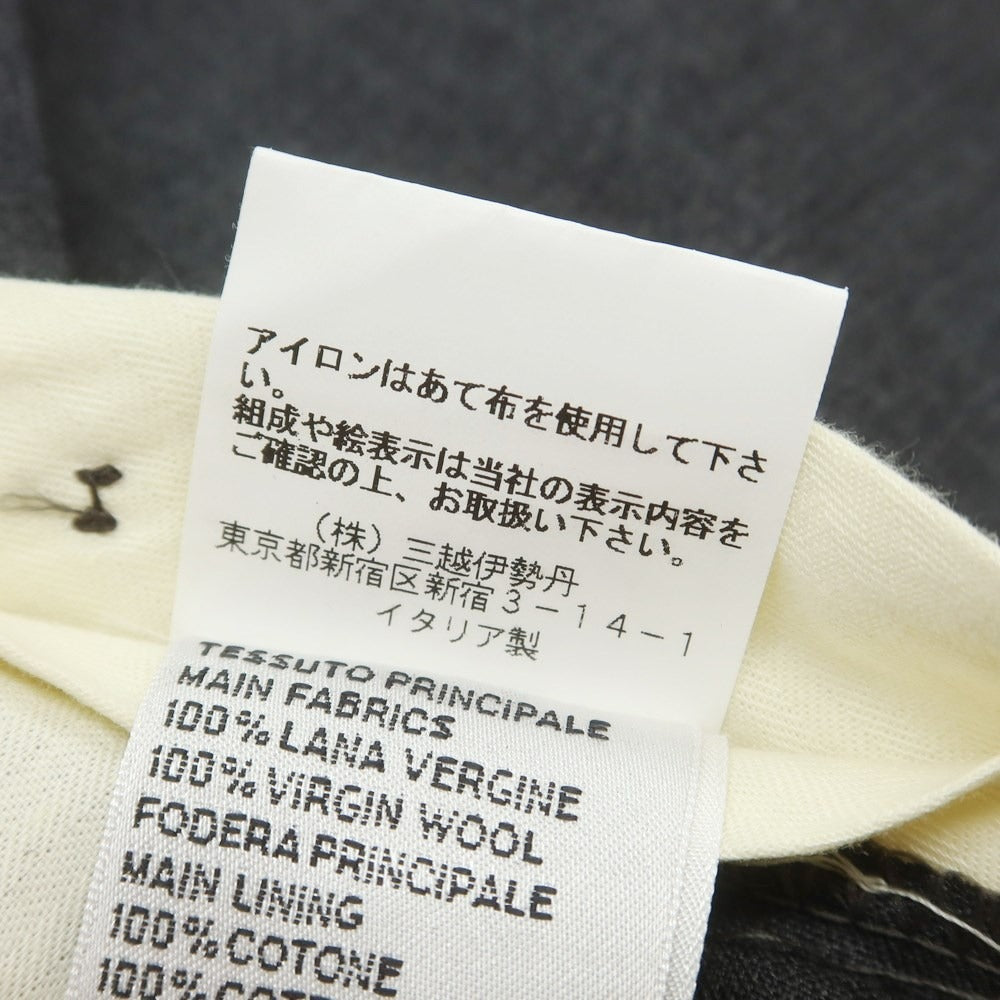 アイロンはあて布を使用して下さ
い。
組成や絵表示は当社の表示内容を
ご確認の上、お取扱い下さい。
（株）三越伊勢丹
東京都新宿区新宿３－１４－１
イタリア製
TESSUTO PRINCIPALE
MAIN FABRICS
100% LANA VERGINE
100% VIRGIN WOOL
FODERA PRINCIPALE
MAIN LINING
100% COTONE
100%